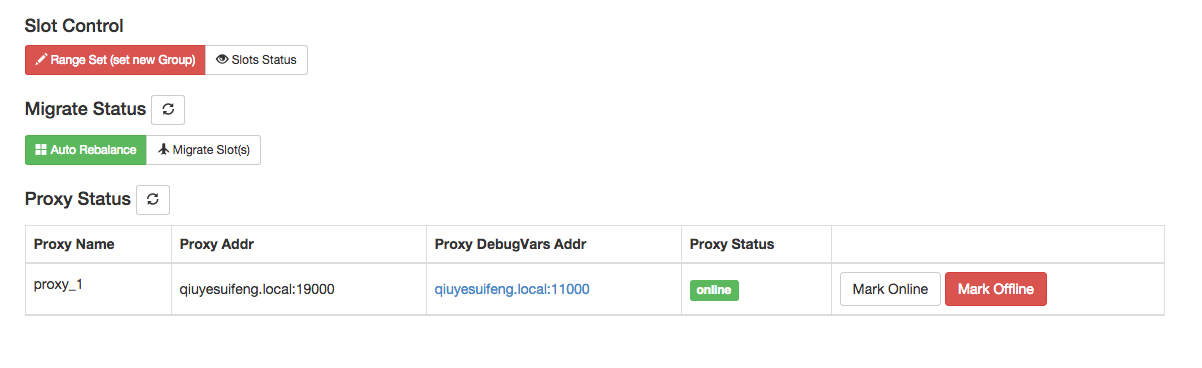 Slot Control
Range Set (set new Group) Slots Status
Migrate Status
Auto Rebalance Migrate Slot(s)
Proxy Status
Proxy Name Proxy Addr Proxy DebugVars Addr Proxy Status
proxy_1 qiuyesuifeng.local:19000 qiuyesuifeng.local:11000 online Mark Online Mark Offline